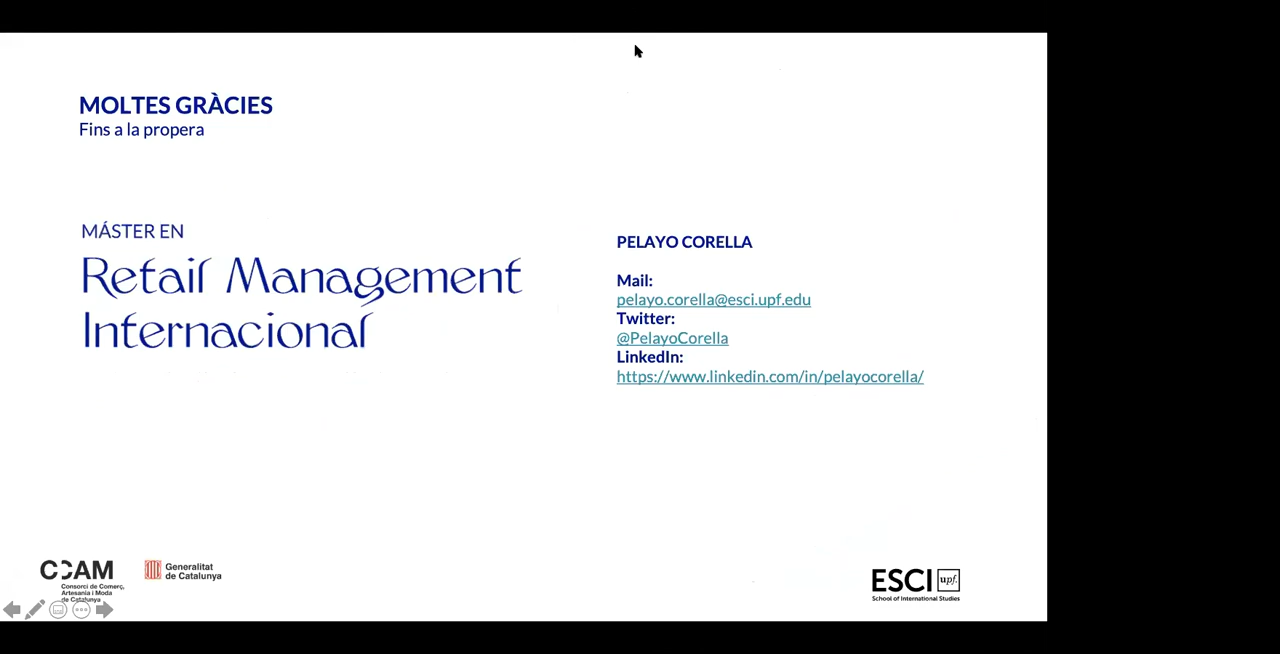 MOLTES GRÀCIES
Fins a la propera
MÁSTER EN
Retail Management
Internacional
PELAYO CORELLA
Mail:
pelayo.corella@esci.upf.edu
Twitter:
@PelayoCorella
LinkedIn:
https://www.linkedin.com/in/pelayocorella/
CCAM
Consorci de Comerç,
Artesania i Moda
de Catalunya
Generalitat
de Catalunya
ESCI upf.
School of International Studies